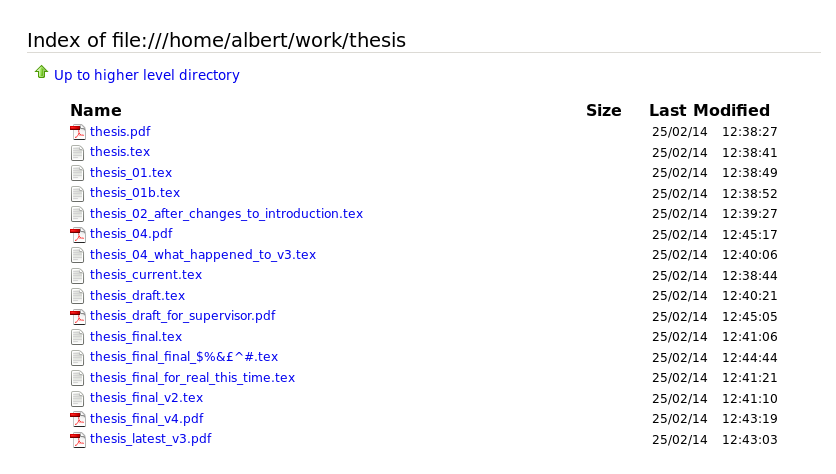 Index of file:///home/albert/work/thesis
Up to higher level directory
Name Size Last Modified
thesis.pdf 25/02/14 12:38:27
thesis.tex 25/02/14 12:38:41
thesis_01.tex 25/02/14 12:38:49
thesis_01b.tex 25/02/14 12:38:52
thesis_02_after_changes_to_introduction.tex 25/02/14 12:39:27
thesis_04.pdf 25/02/14 12:45:17
thesis_04_what_happened_to_v3.tex 25/02/14 12:40:06
thesis_current.tex 25/02/14 12:38:44
thesis_draft.tex 25/02/14 12:40:21
thesis_draft_for_supervisor.pdf 25/02/14 12:45:05
thesis_final.tex 25/02/14 12:41:06
thesis_final_final_$%&£^#.tex 25/02/14 12:44:44
thesis_final_for_real_this_time.tex 25/02/14 12:41:21
thesis_final_v2.tex 25/02/14 12:41:10
thesis_final_v4.pdf 25/02/14 12:43:19
thesis_latest_v3.pdf 25/02/14 12:43:03